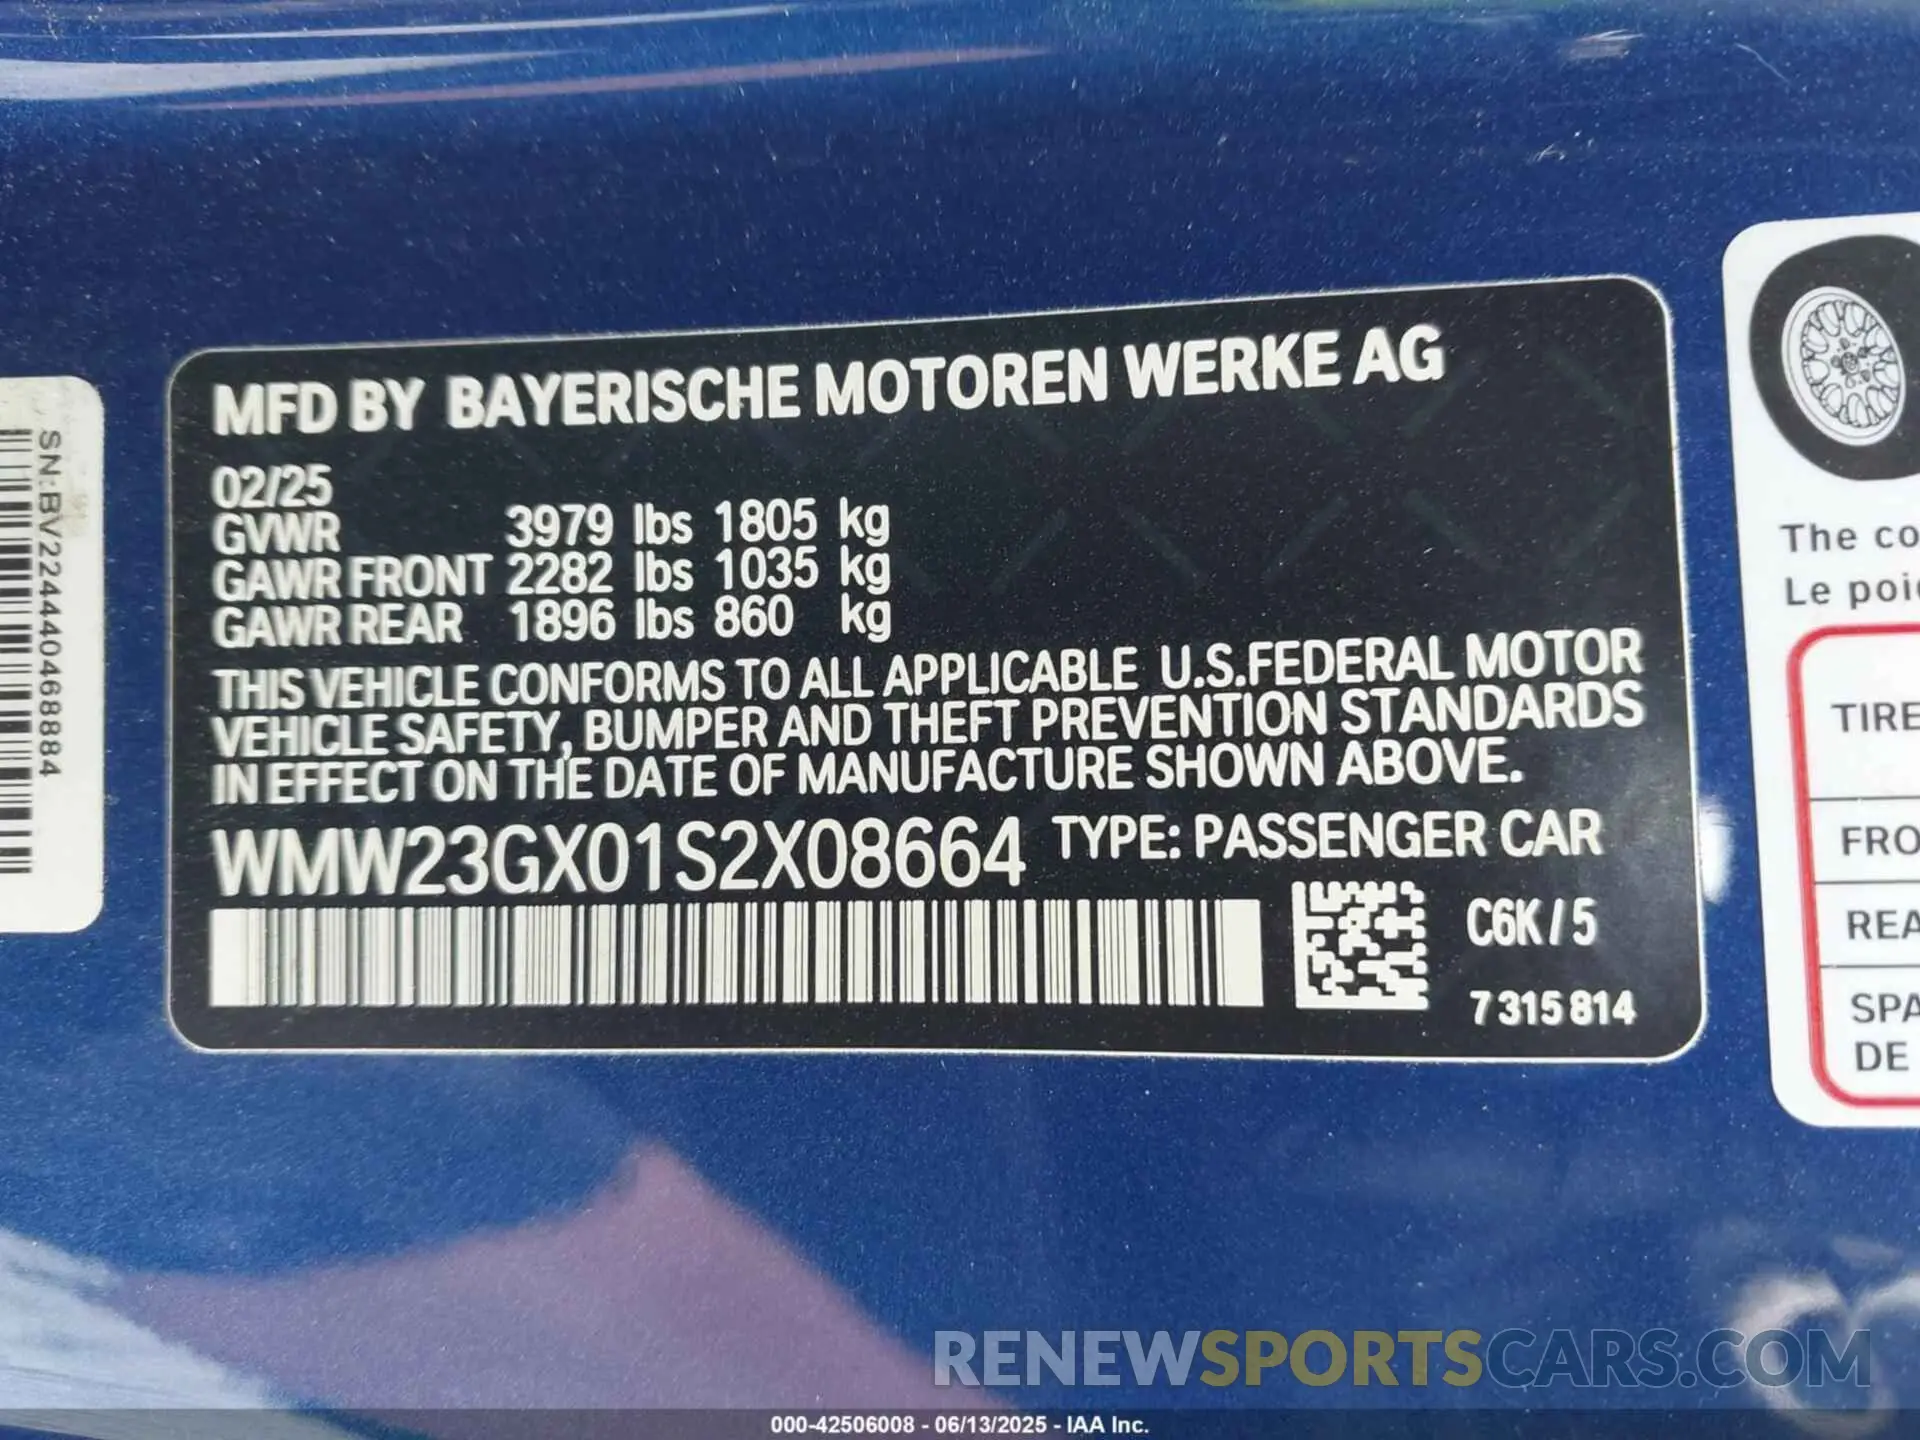 MFD BY BAYERISCHE MOTOREN WERKE AG
02/25
GVWR 3979 lbs 1805 kg
GAWR FRONT 2282 lbs 1035 kg
GAWR REAR 1896 lbs 860 kg
THIS VEHICLE CONFORMS TO ALL APPLICABLE U.S.FEDERAL MOTOR
VEHICLE SAFETY, BUMPER AND THEFT PREVENTION STANDARDS
IN EFFECT ON THE DATE OF MANUFACTURE SHOWN ABOVE.
WMW23GX01S2X08664 TYPE: PASSENGER CAR
C6K / 5
7 315 814
SN:BV224440468884
The co
Le poi
TIRE
FRO
REA
SPA
DE
RENEWSPORTSCARS.COM
000-42506008 - 06/13/2025 - IAA Inc.